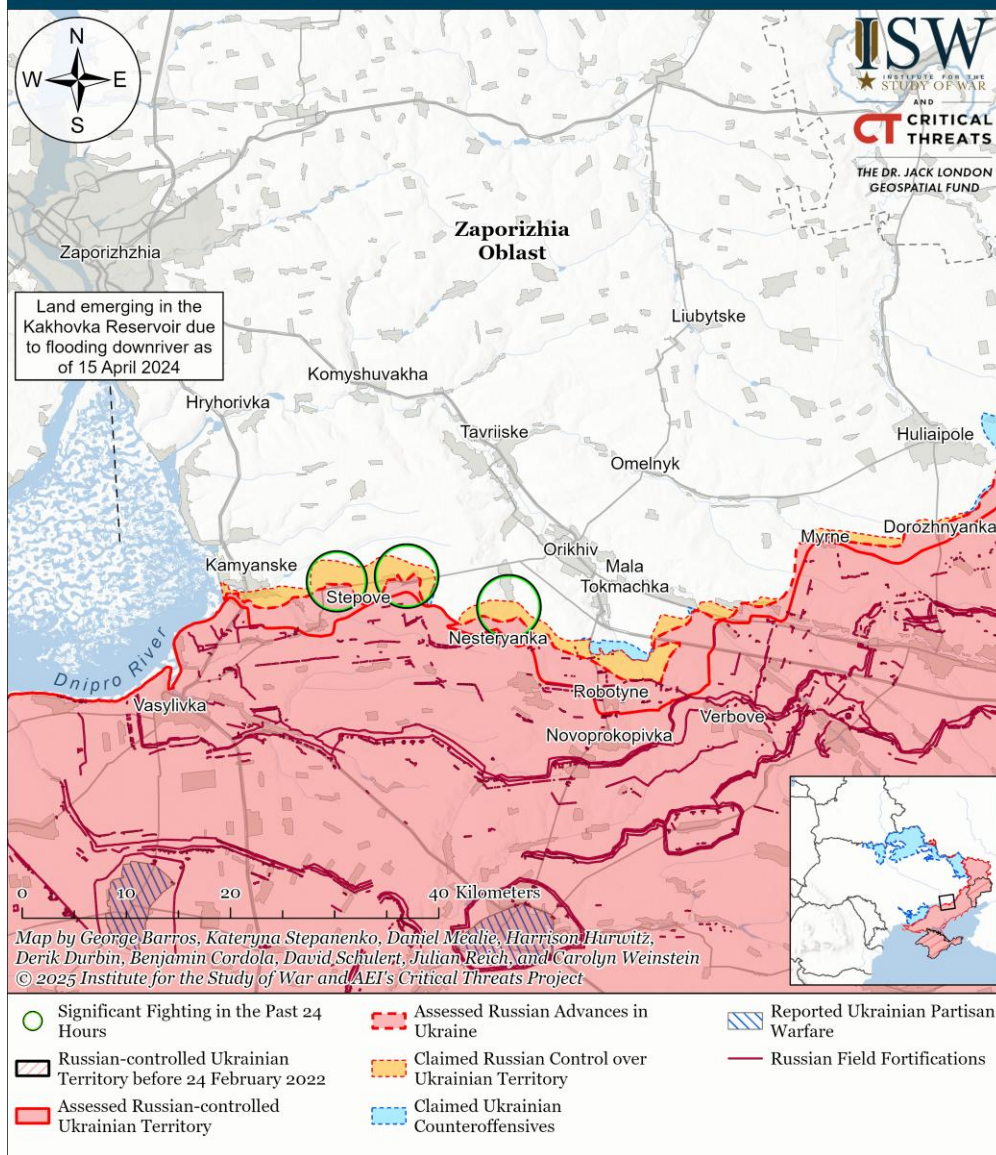 N
W
E
S
ISW
INSTITUTE FOR THE
STUDY OF WAR
AND
CT CRITICAL
THREATS
THE DR. JACK LONDON
GEOSPATIAL FUND
Zaporizhia
Oblast
Zaporizhzhia
Land emerging in the
Kakhovka Reservoir due
to flooding downriver as
of 15 April 2024
Liubytske
Komyshuvakha
Hryhorivka
Tavriiske
Huliaipole
Omelnyk
Dorozhnyanka
Myrne
Orikhiv
Kamyanske
Mala
Tokmachka
Stepove
Nesteryanka
Dnipro River
Robotyne
Vasylivka
Verbove
Novoprokopivka
0
10
20
40 Kilometers
Map by George Barros, Kateryna Stepanenko, Daniel Mealie, Harrison Hurwitz,
Derik Durbin, Benjamin Cordola, David Schulert, Julian Reich, and Carolyn Weinstein
© 2025 Institute for the Study of War and AEI's Critical Threats Project
Significant Fighting in the Past 24
Hours
Russian-controlled Ukrainian
Territory before 24 February 2022
Assessed Russian-controlled
Ukrainian Territory
Assessed Russian Advances in
Ukraine
Claimed Russian Control over
Ukrainian Territory
Claimed Ukrainian
Counteroffensives
Reported Ukrainian Partisan
Warfare
Russian Field Fortifications